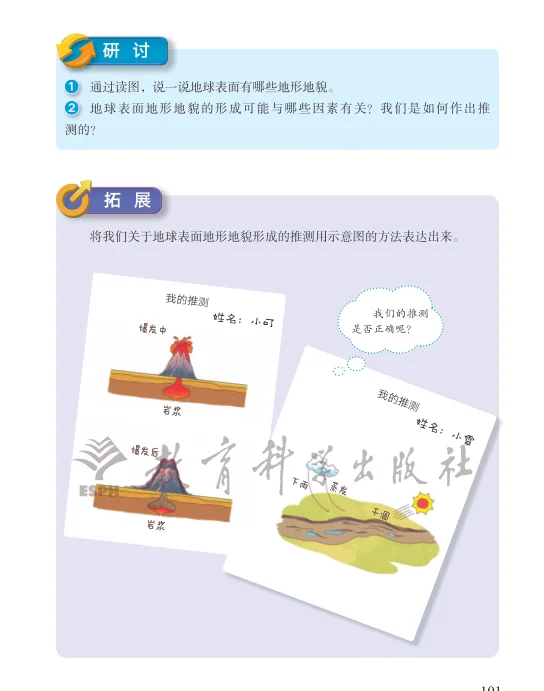 研 讨
1 通过读图，说一说地球表面有哪些地形地貌。
2 地球表面地形地貌的形成可能与哪些因素有关？我们是如何作出推
测的？
拓 展
将我们关于地球表面地形地貌形成的推测用示意图的方法表达出来。
我的推测
姓名：小可
爆发中
岩浆
爆发后
岩浆
我们的推测
是否正确呢？
我的推测
姓名：小雷
下雨
蒸发
干涸
教育科学出版社
ESPH
101